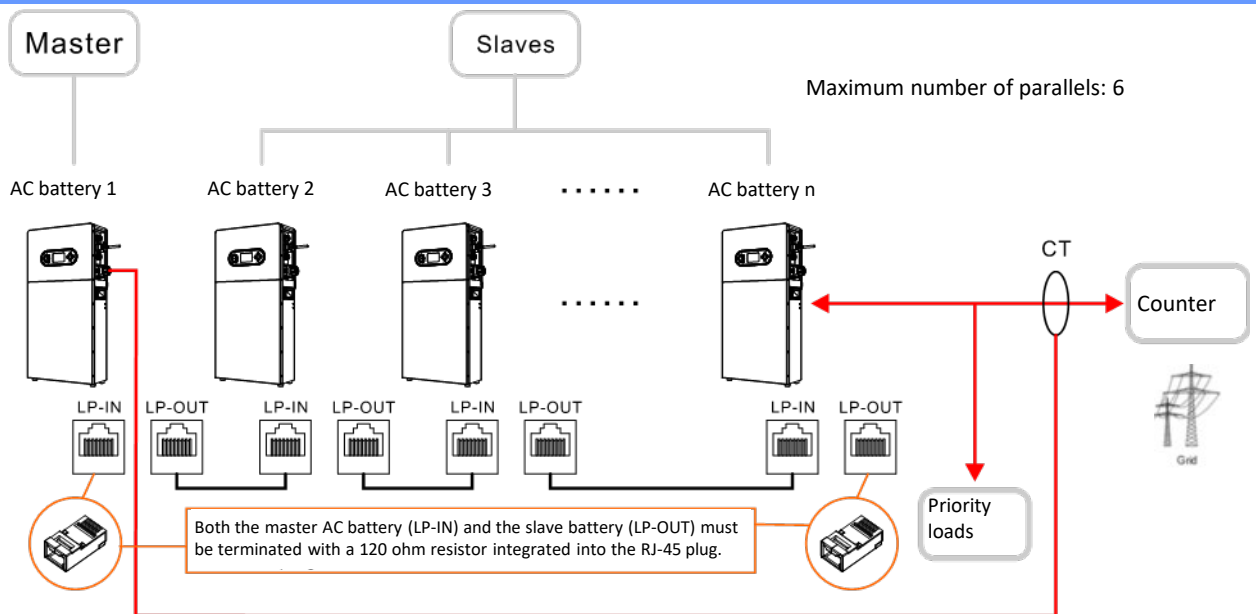 Master
Slaves
Maximum number of parallels: 6
AC battery 1
AC battery 2
AC battery 3
......
AC battery n
CT
......
Counter
LP-IN
LP-OUT
LP-IN
LP-OUT
LP-IN
LP-OUT
LP-IN
LP-OUT
Grid
Both the master AC battery (LP-IN) and the slave battery (LP-OUT) must
be terminated with a 120 ohm resistor integrated into the RJ-45 plug.
Priority
loads